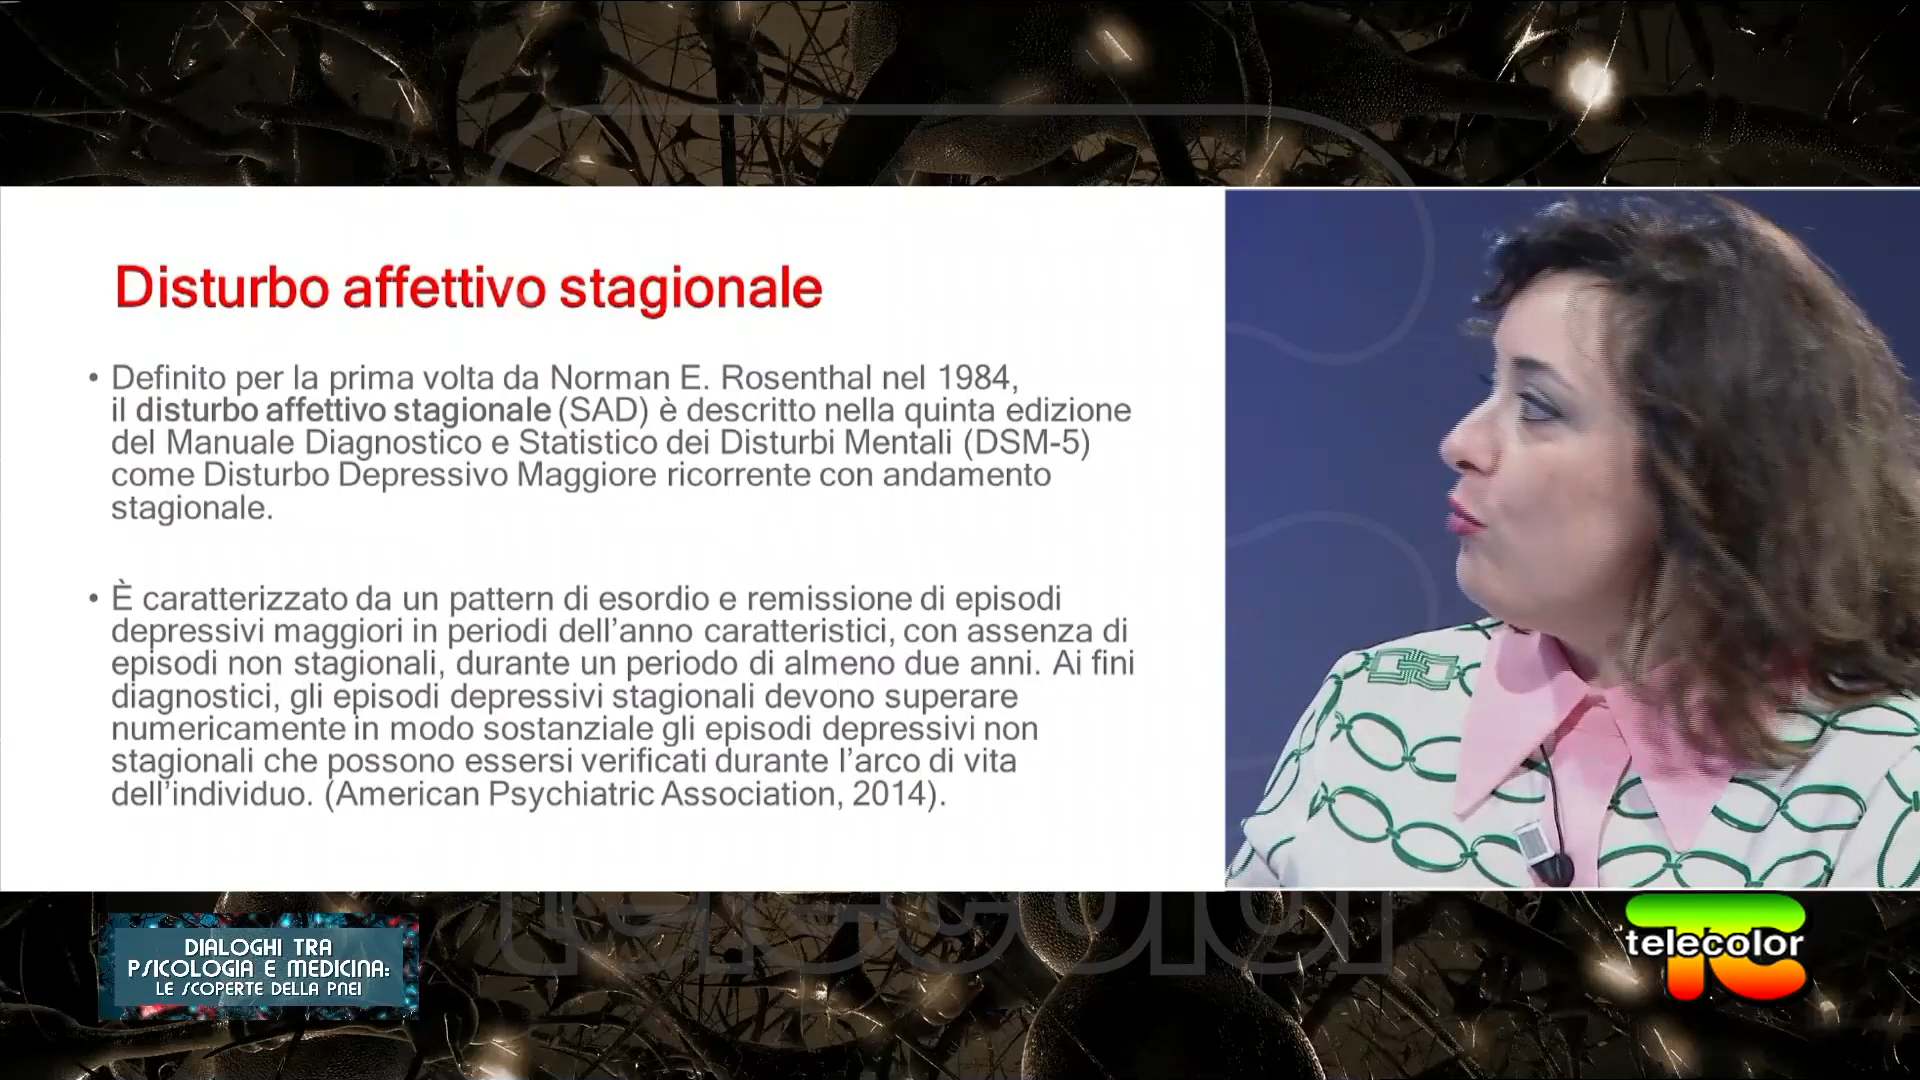 Disturbo affettivo stagionale
• Definito per la prima volta da Norman E. Rosenthal nel 1984,
il disturbo affettivo stagionale (SAD) è descritto nella quinta edizione
del Manuale Diagnostico e Statistico dei Disturbi Mentali (DSM-5)
come Disturbo Depressivo Maggiore ricorrente con andamento
stagionale.
• È caratterizzato da un pattern di esordio e remissione di episodi
depressivi maggiori in periodi dell’anno caratteristici, con assenza di
episodi non stagionali, durante un periodo di almeno due anni. Ai fini
diagnostici, gli episodi depressivi stagionali devono superare
numericamente in modo sostanziale gli episodi depressivi non
stagionali che possono essersi verificati durante l’arco di vita
dell’individuo. (American Psychiatric Association, 2014).
telecolor
DIALOGHI TRA
PSICOLOGIA E MEDICINA:
LE SCOPERTE DELLA PNEI
TC
telecolor